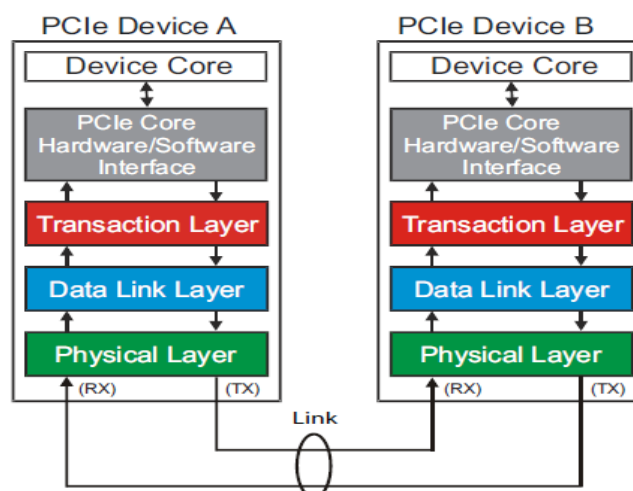 PCIe Device A
Device Core
PCIe Core
Hardware/Software
Interface
Transaction Layer
Data Link Layer
Physical Layer
(RX)
(TX)
PCIe Device B
Device Core
PCIe Core
Hardware/Software
Interface
Transaction Layer
Data Link Layer
Physical Layer
(RX)
(TX)
Link